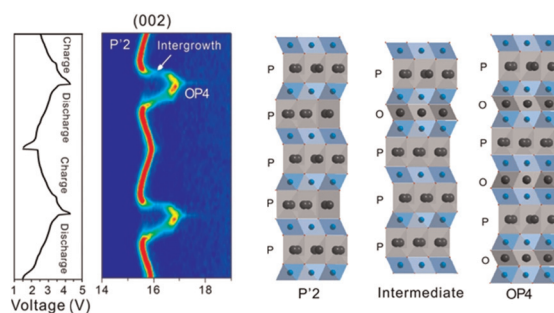 (002)
P'2
Intergrowth
OP4
Charge
Discharge
Charge
Discharge
1 2 3 4 5
Voltage (V)
14 16 18
P
P
P
P
P
P'2
P
O
P
P
Intermediate
P
O
P
O
P
O
OP4